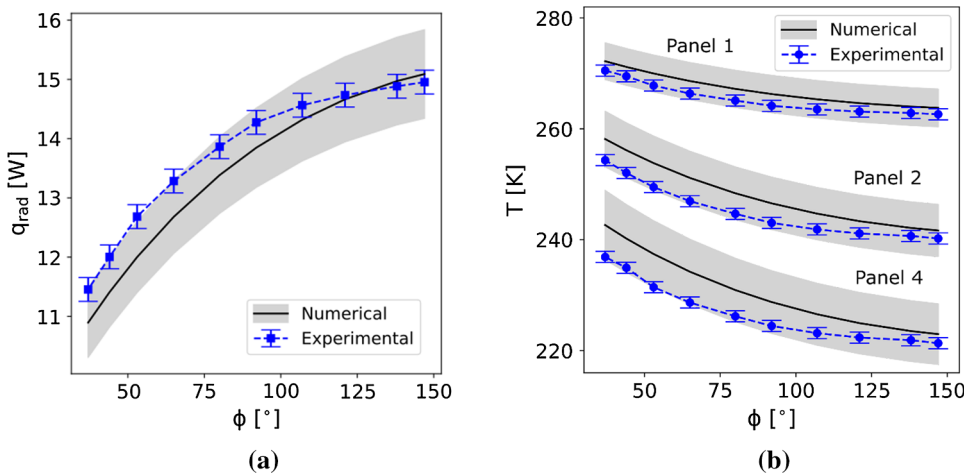 16
15
14
13
12
11
50
75
100
125
150
q_rad [W]
ϕ [°]
Numerical
Experimental
(a)
280
260
240
220
50
75
100
125
150
T [K]
ϕ [°]
Numerical
Experimental
Panel 1
Panel 2
Panel 4
(b)